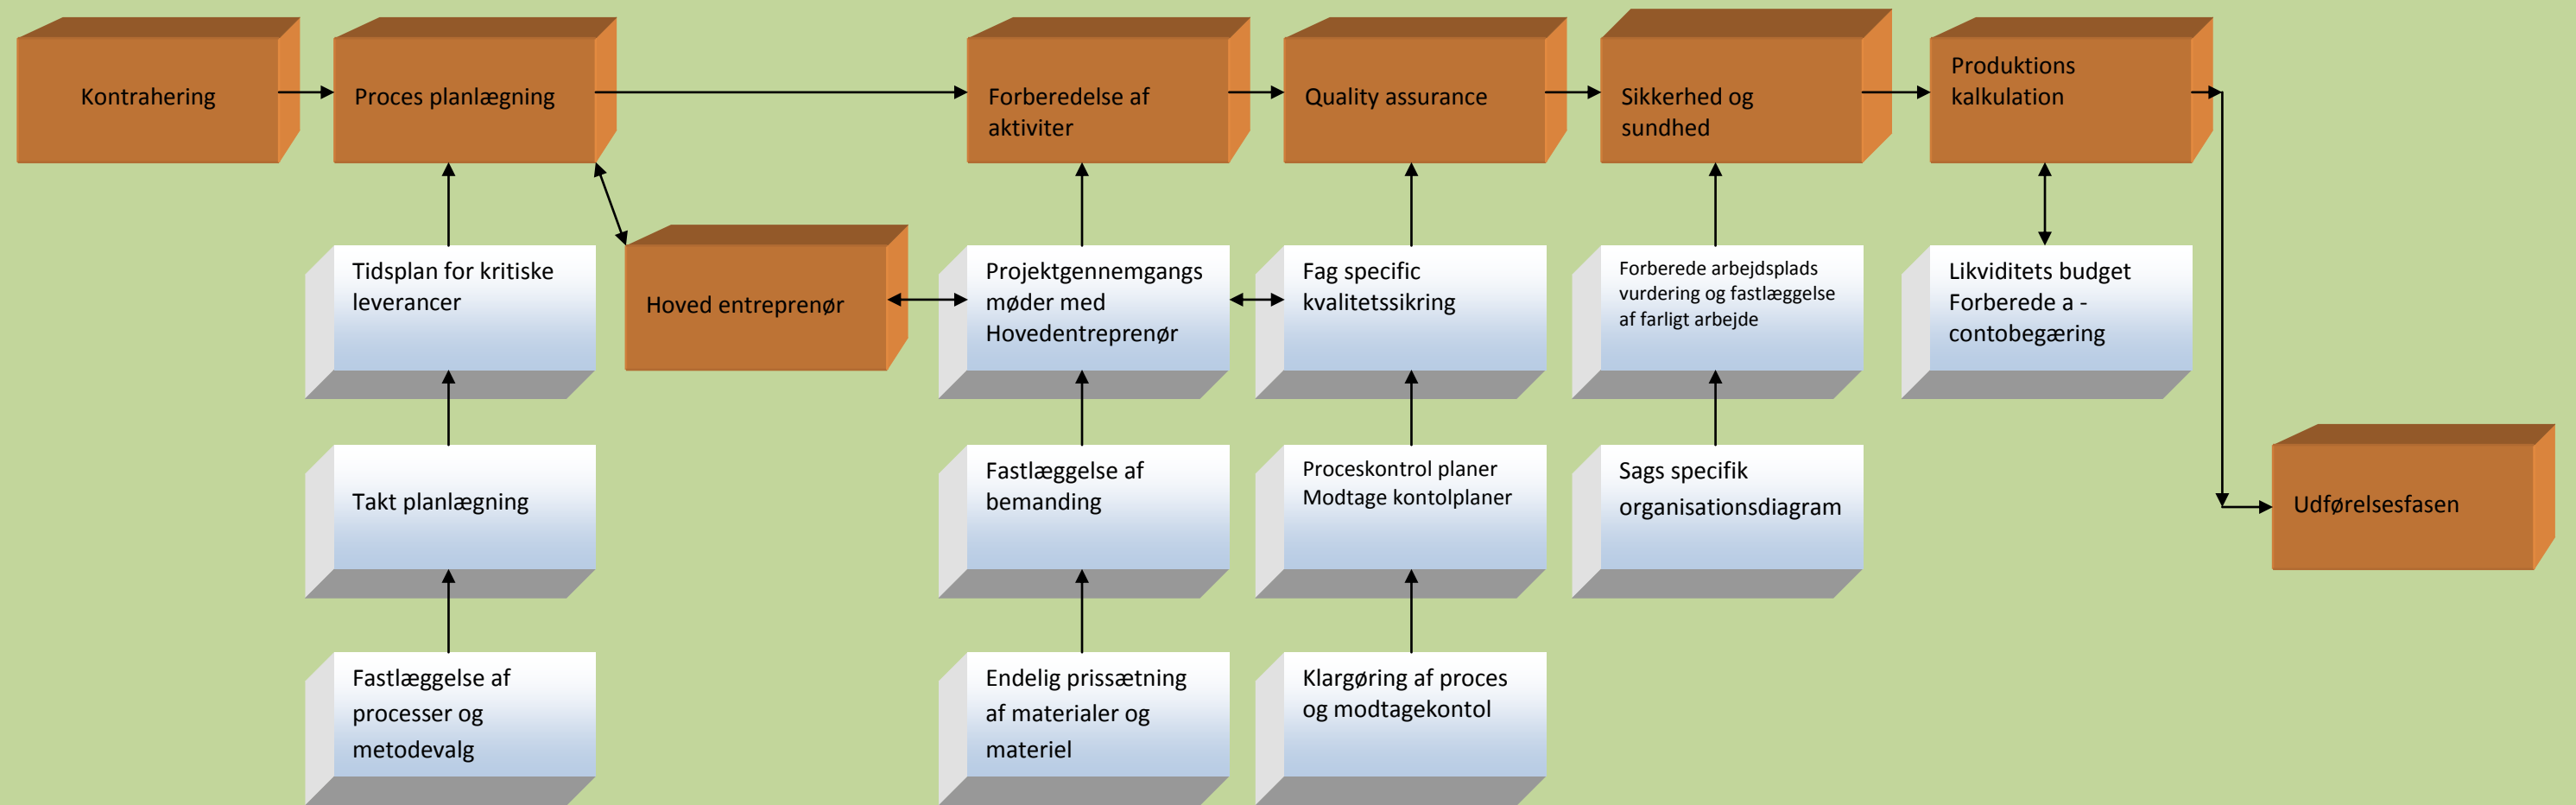 Kontrahering
Proces planlægning
Forberedelse af
aktiviter
Quality assurance
Sikkerhed og
sundhed
Produktions
kalkulation
Tidsplan for kritiske
leverancer
Hoved entreprenør
Projektgennemgangs
møder med
Hovedentreprenør
Fag specific
kvalitetssikring
Forberede arbejdsplads
vurdering og fastlæggelse
af farligt arbejde
Likviditets budget
Forberede a -
contobegæring
Takt planlægning
Fastlæggelse af
bemanding
Proceskontrol planer
Modtage kontolplaner
Sags specifik
organisationsdiagram
Udførelsesfasen
Fastlæggelse af
processer og
metodevalg
Endelig prissætning
af materialer og
materiel
Klargøring af proces
og modtagekontol